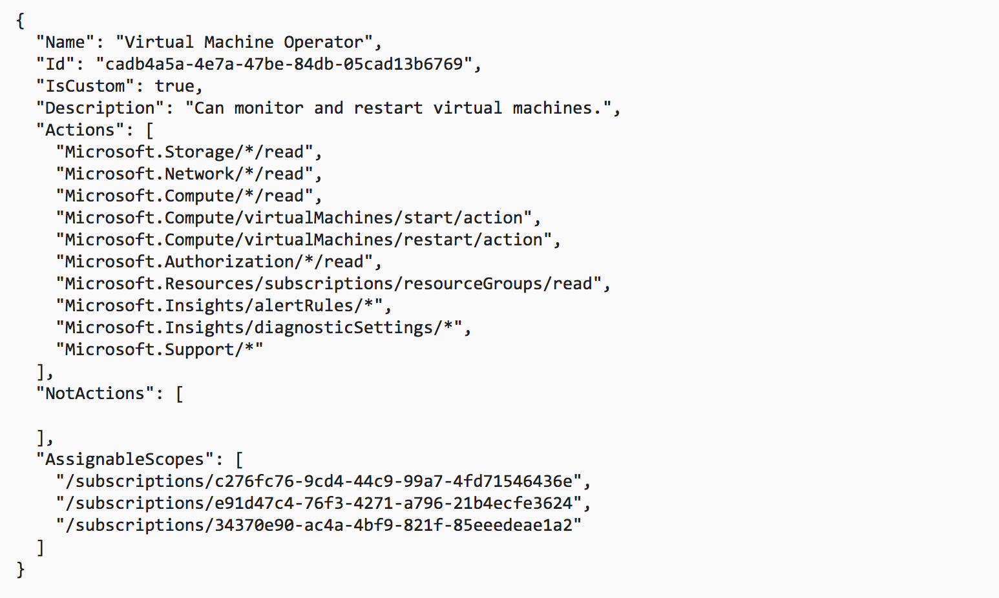 {
  "Name": "Virtual Machine Operator",
  "Id": "cadb4a5a-4e7a-47be-84db-05cad13b6769",
  "IsCustom": true,
  "Description": "Can monitor and restart virtual machines.",
  "Actions": [
    "Microsoft.Storage/*/read",
    "Microsoft.Network/*/read",
    "Microsoft.Compute/*/read",
    "Microsoft.Compute/virtualMachines/start/action",
    "Microsoft.Compute/virtualMachines/restart/action",
    "Microsoft.Authorization/*/read",
    "Microsoft.Resources/subscriptions/resourceGroups/read",
    "Microsoft.Insights/alertRules/*",
    "Microsoft.Insights/diagnosticSettings/*",
    "Microsoft.Support/*"
  ],
  "NotActions": [

  ],
  "AssignableScopes": [
    "/subscriptions/c276fc76-9cd4-44c9-99a7-4fd71546436e",
    "/subscriptions/e91d47c4-76f3-4271-a796-21b4ecfe3624",
    "/subscriptions/34370e90-ac4a-4bf9-821f-85eeedeae1a2"
  ]
}